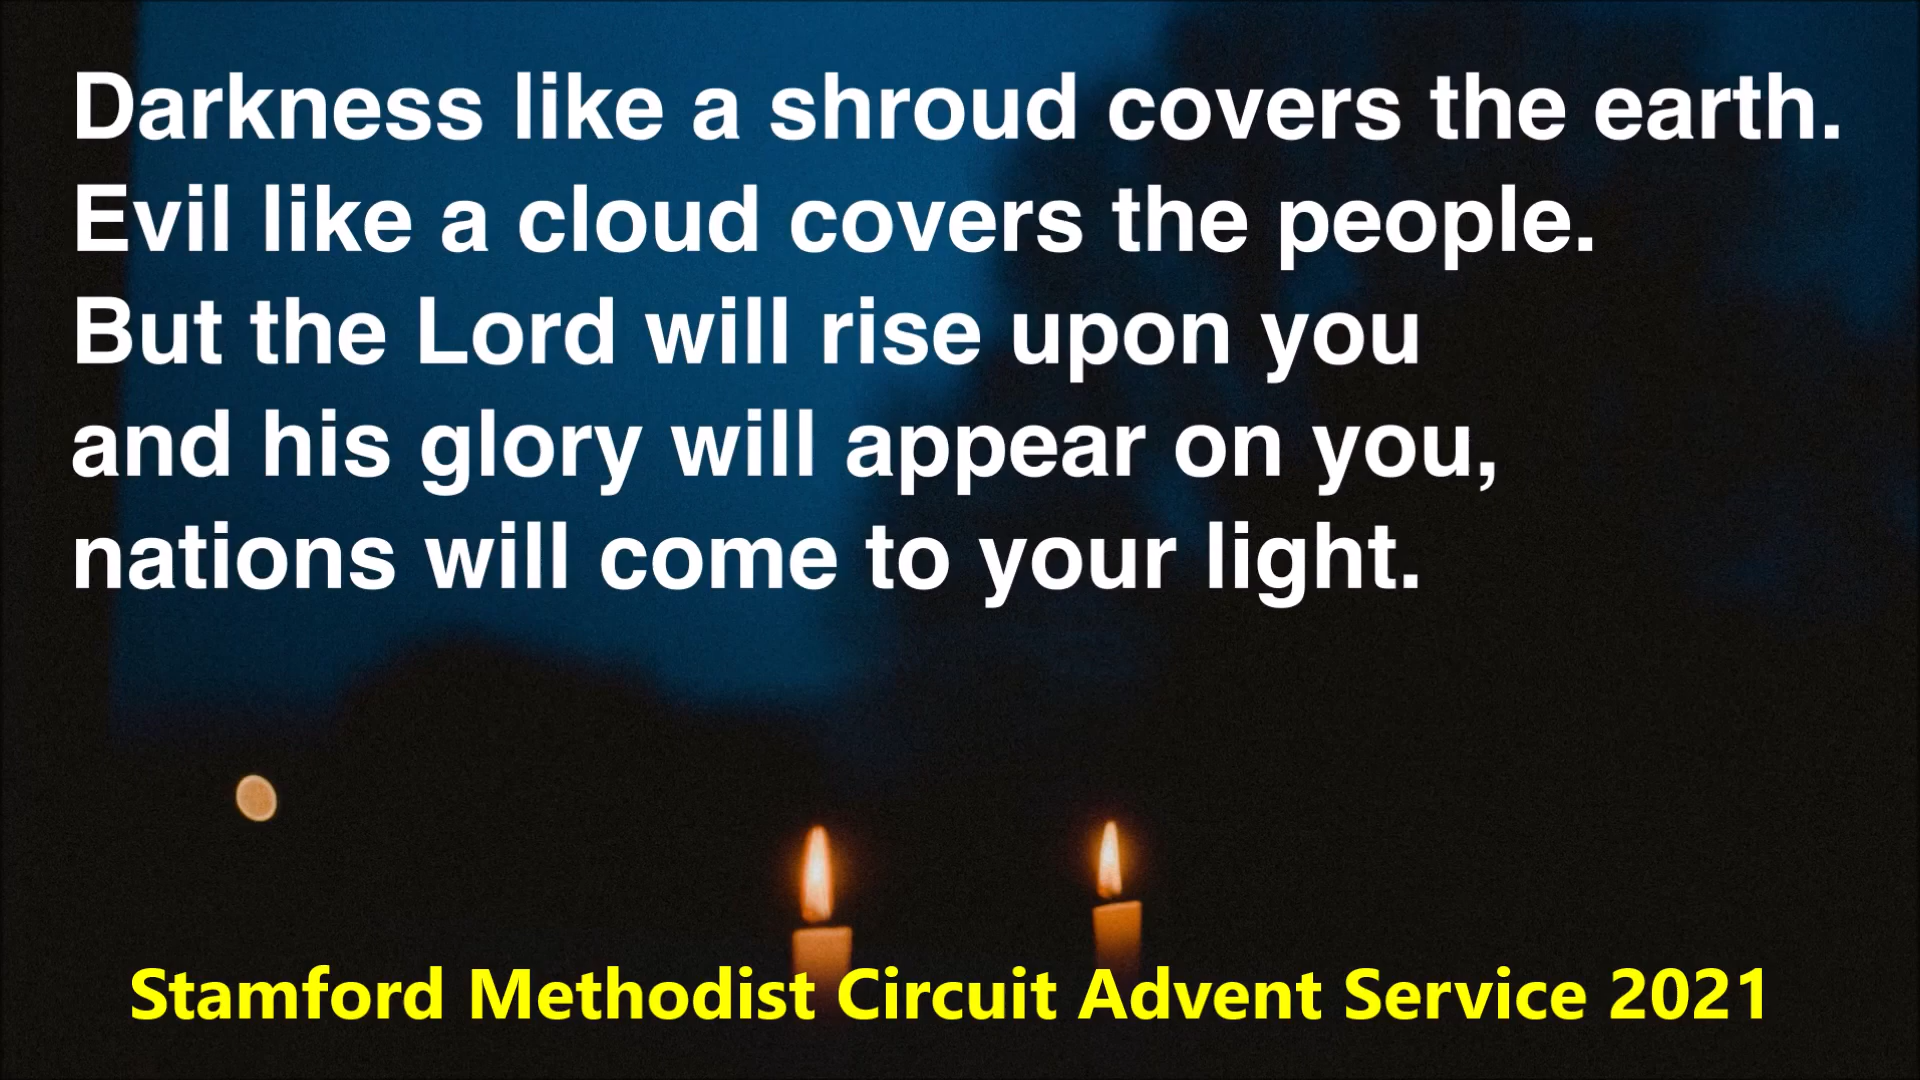 Darkness like a shroud covers the earth.
Evil like a cloud covers the people.
But the Lord will rise upon you
and his glory will appear on you,
nations will come to your light.
Stamford Methodist Circuit Advent Service 2021